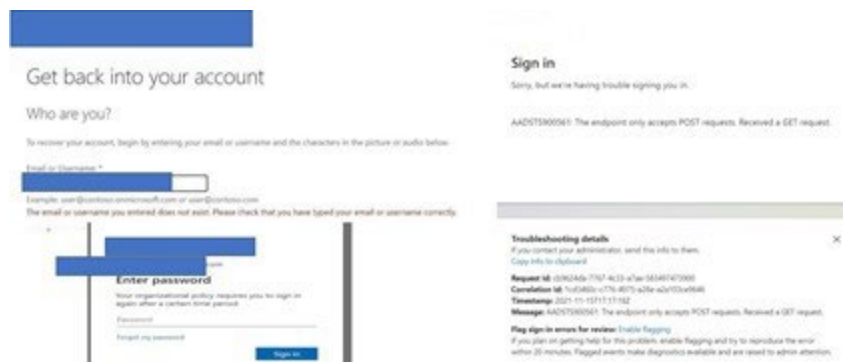 Get back into your account
Who are you?
To recover your account, begin by entering your email or username and the characters in the picture or audio below.
Email or Username: *
Example: user@contoso.onmicrosoft.com or user@contoso.com
The email or username you entered does not exist. Please check that you have typed your email or username correctly.
.com
Enter password
Your organizational policy requires you to sign in
again after a certain time period
Password
Forgot my password
Sign in
Sign in
Sorry, but we're having trouble signing you in.
AADSTS900561: The endpoint only accepts POST requests. Received a GET request.
Troubleshooting details
If you contact your administrator, send this info to them.
Copy info to clipboard
Request Id:
Correlation Id:
Timestamp: 2021-11-15T17:17:16Z
Message: AADSTS900561: The endpoint only accepts POST requests. Received a GET request.
Flag sign-in errors for review: Enable flagging
If you plan on getting help for this problem, enable flagging and try to reproduce the error
within 20 minutes. Flagged events make diagnostics available and are raised to admin attention.